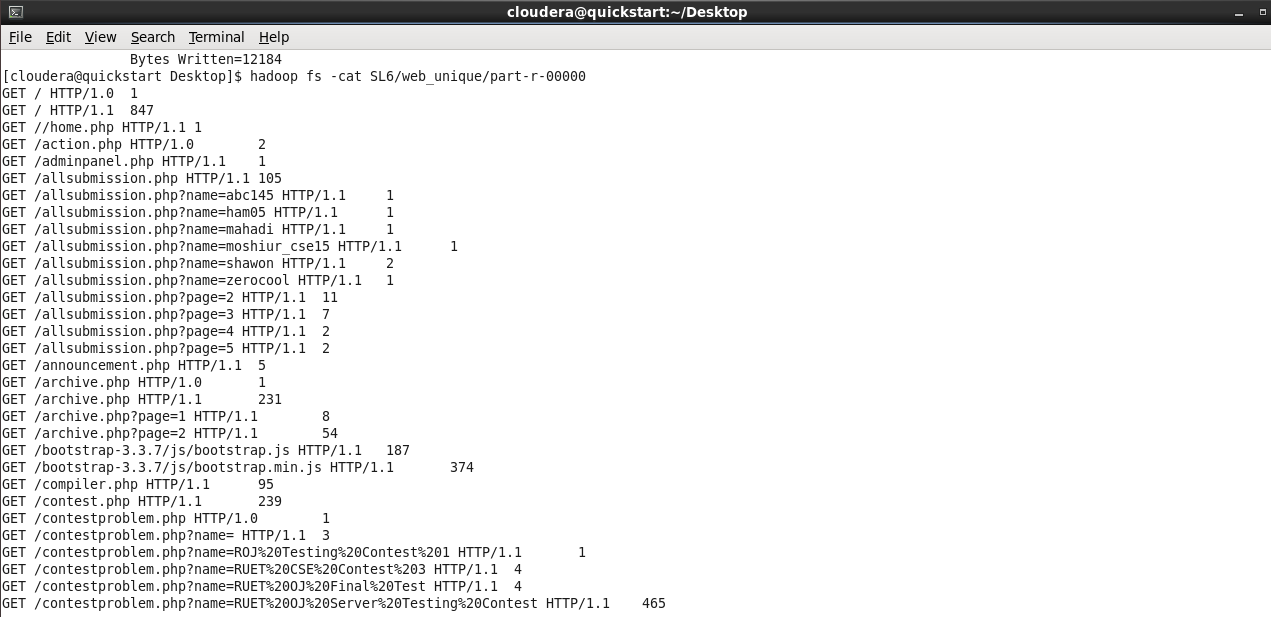 cloudera@quickstart:~/Desktop
File Edit View Search Terminal Help
Bytes Written=12184
[cloudera@quickstart Desktop]$ hadoop fs -cat SL6/web_unique/part-r-00000
GET / HTTP/1.0 1
GET / HTTP/1.1 847
GET //home.php HTTP/1.1 1
GET /action.php HTTP/1.0 2
GET /adminpanel.php HTTP/1.1 1
GET /allsubmission.php HTTP/1.1 105
GET /allsubmission.php?name=abc145 HTTP/1.1 1
GET /allsubmission.php?name=ham05 HTTP/1.1 1
GET /allsubmission.php?name=mahadi HTTP/1.1 1
GET /allsubmission.php?name=moshiur_cse15 HTTP/1.1 1
GET /allsubmission.php?name=shawon HTTP/1.1 2
GET /allsubmission.php?name=zerocool HTTP/1.1 1
GET /allsubmission.php?page=2 HTTP/1.1 11
GET /allsubmission.php?page=3 HTTP/1.1 7
GET /allsubmission.php?page=4 HTTP/1.1 2
GET /allsubmission.php?page=5 HTTP/1.1 2
GET /announcement.php HTTP/1.1 5
GET /archive.php HTTP/1.0 1
GET /archive.php HTTP/1.1 231
GET /archive.php?page=1 HTTP/1.1 8
GET /archive.php?page=2 HTTP/1.1 54
GET /bootstrap-3.3.7/js/bootstrap.js HTTP/1.1 187
GET /bootstrap-3.3.7/js/bootstrap.min.js HTTP/1.1 374
GET /compiler.php HTTP/1.1 95
GET /contest.php HTTP/1.1 239
GET /contestproblem.php HTTP/1.0 1
GET /contestproblem.php?name= HTTP/1.1 3
GET /contestproblem.php?name=ROJ%20Testing%20Contest%201 HTTP/1.1 1
GET /contestproblem.php?name=RUET%20CSE%20Contest%203 HTTP/1.1 4
GET /contestproblem.php?name=RUET%20OJ%20Final%20Test HTTP/1.1 4
GET /contestproblem.php?name=RUET%20OJ%20Server%20Testing%20Contest HTTP/1.1 465